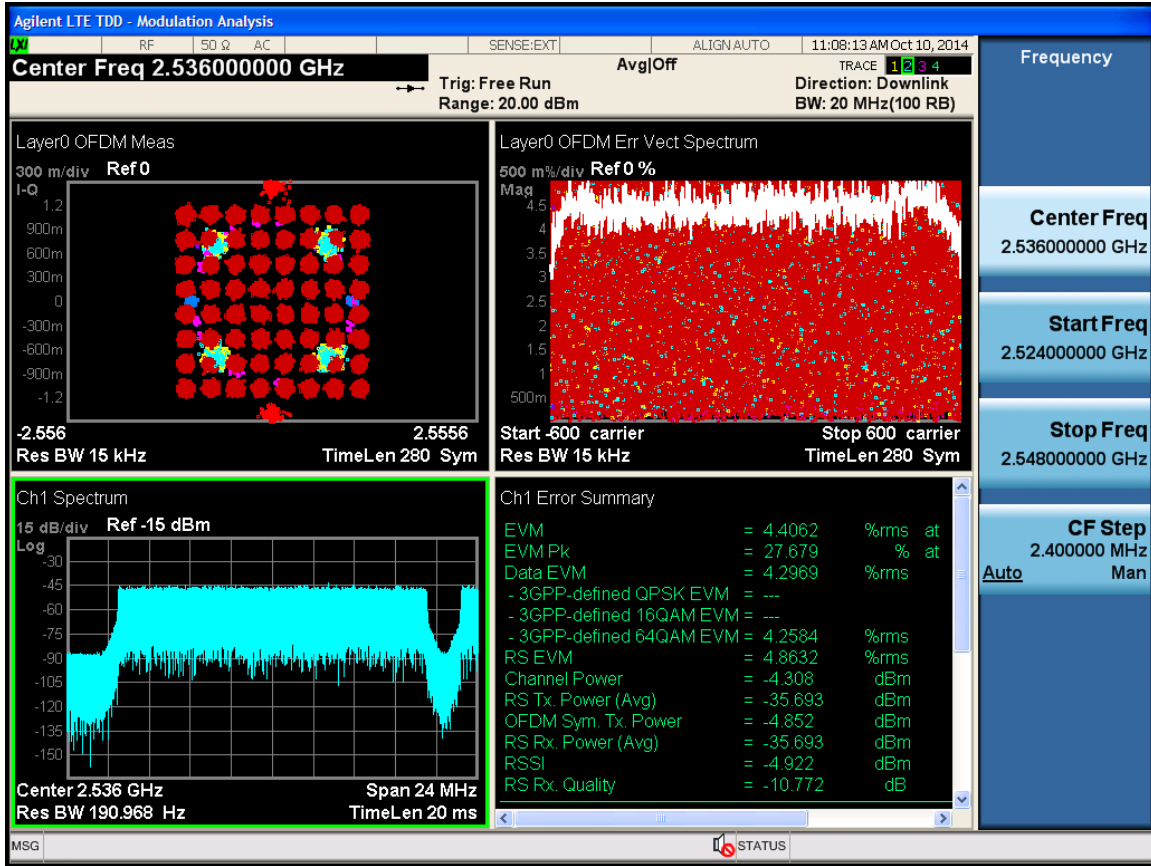 Agilent LTE TDD - Modulation Analysis
LXI RF 50 Ω AC SENSE:EXT ALIGN AUTO 11:08:13 AM Oct 10, 2014
Center Freq 2.536000000 GHz
Avg|Off
TRACE 1 2 3 4
Trig: Free Run
Direction: Downlink
Range: 20.00 dBm
BW: 20 MHz(100 RB)
Layer0 OFDM Meas
300 m/div Ref 0
I-Q
1.2
900m
600m
300m
0
-300m
-600m
-900m
-1.2
-2.556 2.5556
Res BW 15 kHz TimeLen 280 Sym
Layer0 OFDM Err Vect Spectrum
500 m%/div Ref 0 %
Mag
4.5
4
3.5
3
2.5
2
1.5
1
500m
Start -600 carrier Stop 600 carrier
Res BW 15 kHz TimeLen 280 Sym
Ch1 Spectrum
15 dB/div Ref -15 dBm
Log
-30
-45
-60
-75
-90
-105
-120
-135
-150
Center 2.536 GHz Span 24 MHz
Res BW 190.968 Hz TimeLen 20 ms
Ch1 Error Summary
EVM = 4.4062 %rms at
EVM Pk = 27.679 % at
Data EVM = 4.2969 %rms
- 3GPP-defined QPSK EVM = ---
- 3GPP-defined 16QAM EVM = ---
- 3GPP-defined 64QAM EVM = 4.2584 %rms
RS EVM = 4.8632 %rms
Channel Power = -4.308 dBm
RS Tx. Power (Avg) = -35.693 dBm
OFDM Sym. Tx. Power = -4.852 dBm
RS Rx. Power (Avg) = -35.693 dBm
RSSI = -4.922 dBm
RS Rx. Quality = -10.772 dB
Frequency
Center Freq
2.536000000 GHz
Start Freq
2.524000000 GHz
Stop Freq
2.548000000 GHz
CF Step
2.400000 MHz
Auto Man
MSG STATUS